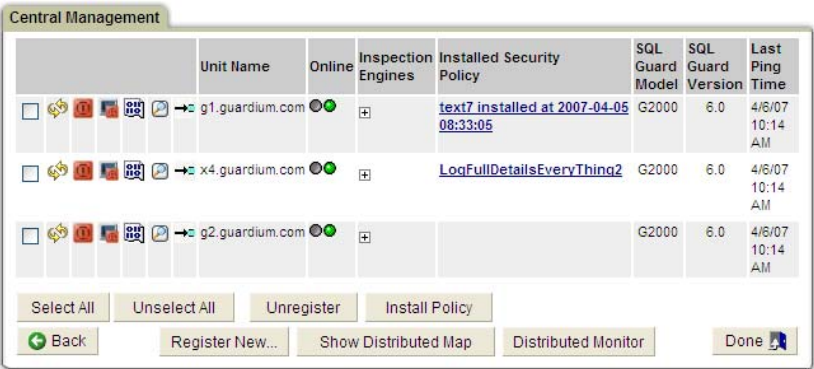 Central Management
Unit Name Online Inspection Engines Installed Security Policy SQL Guard Model SQL Guard Version Last Ping Time
g1.guardium.com text7 installed at 2007-04-05 08:33:05 G2000 6.0 4/6/07 10:14 AM
x4.guardium.com LogFullDetailsEveryThing2 G2000 6.0 4/6/07 10:14 AM
g2.guardium.com G2000 6.0 4/6/07 10:14 AM
Select All Unselect All Unregister Install Policy
Back Register New... Show Distributed Map Distributed Monitor Done